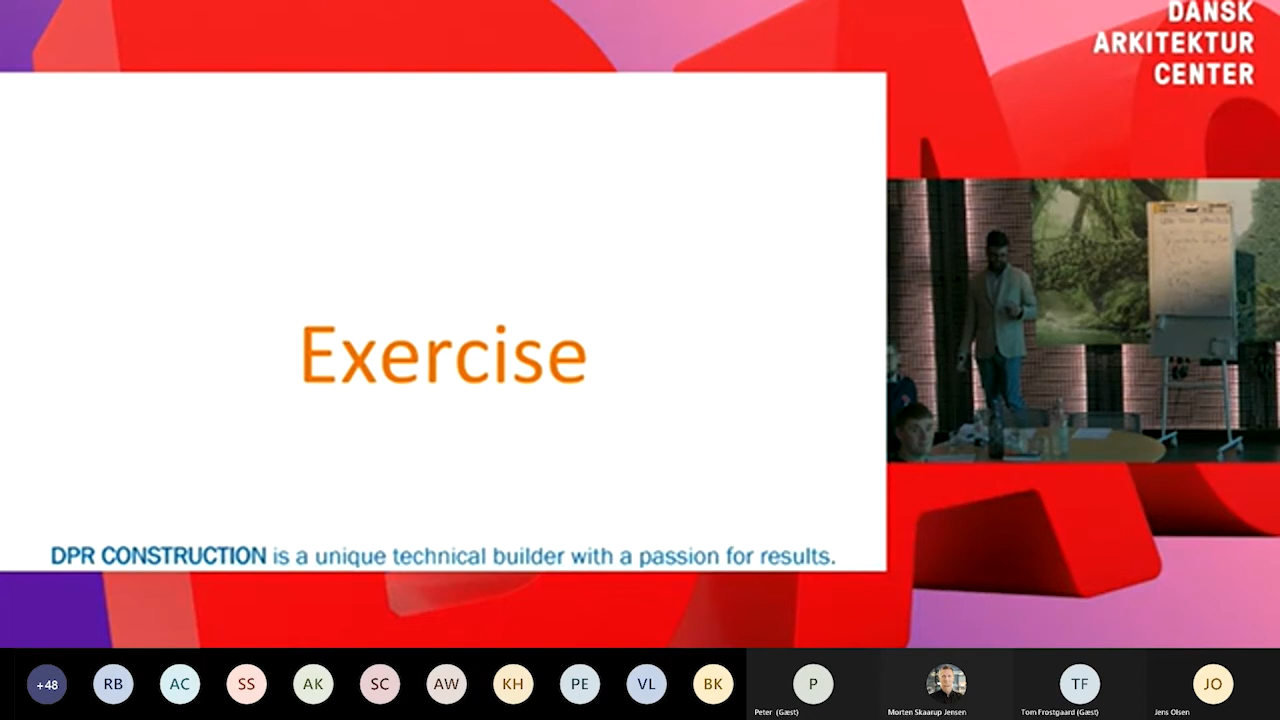 DANSK
ARKITEKTUR
CENTER
Exercise
DPR CONSTRUCTION is a unique technical builder with a passion for results.
+48
RB
AC
SS
AK
SC
AW
KH
PE
VL
BK
P
TF
JO
Peter (Gæst)
Morten Skaarup Jensen
Tom Frostgaard (Gæst)
Jens Olsen